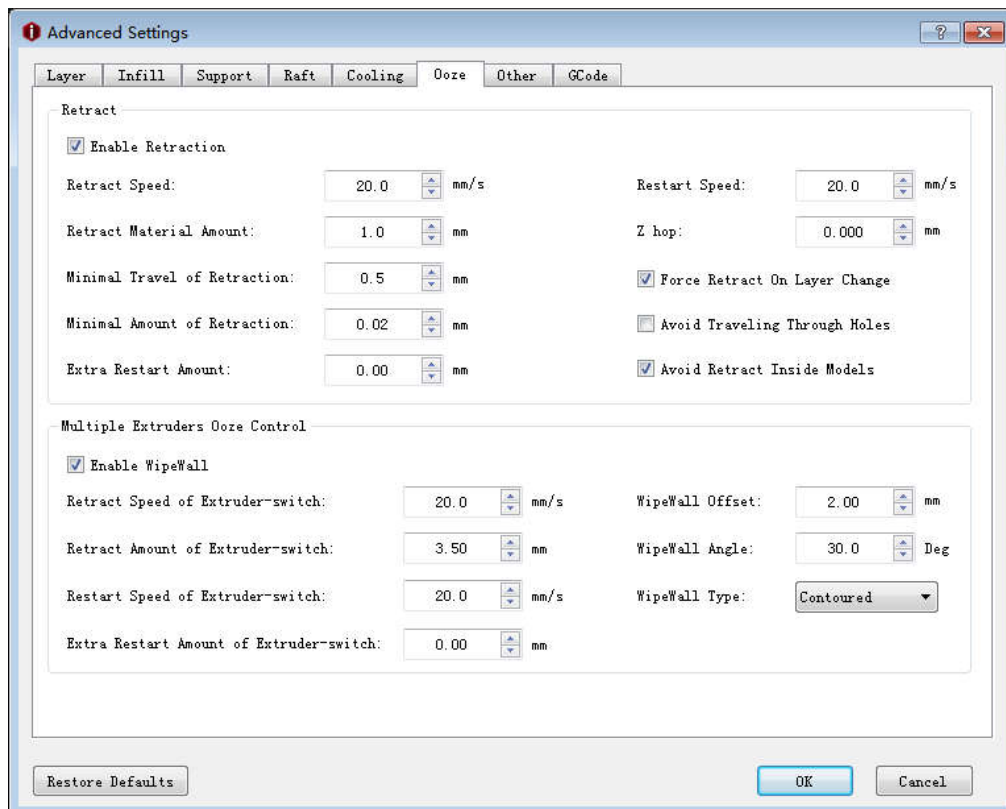 Advanced Settings
Layer Infill Support Raft Cooling Ooze Other GCode
Retract
Enable Retraction
Retract Speed: 20.0 mm/s Restart Speed: 20.0 mm/s
Retract Material Amount: 1.0 mm Z hop: 0.000 mm
Minimal Travel of Retraction: 0.5 mm Force Retract On Layer Change
Minimal Amount of Retraction: 0.02 mm Avoid Traveling Through Holes
Extra Restart Amount: 0.00 mm Avoid Retract Inside Models
Multiple Extruders Ooze Control
Enable WipeWall
Retract Speed of Extruder-switch: 20.0 mm/s WipeWall Offset: 2.00 mm
Retract Amount of Extruder-switch: 3.50 mm WipeWall Angle: 30.0 Deg
Restart Speed of Extruder-switch: 20.0 mm/s WipeWall Type: Contoured
Extra Restart Amount of Extruder-switch: 0.00 mm
Restore Defaults OK Cancel